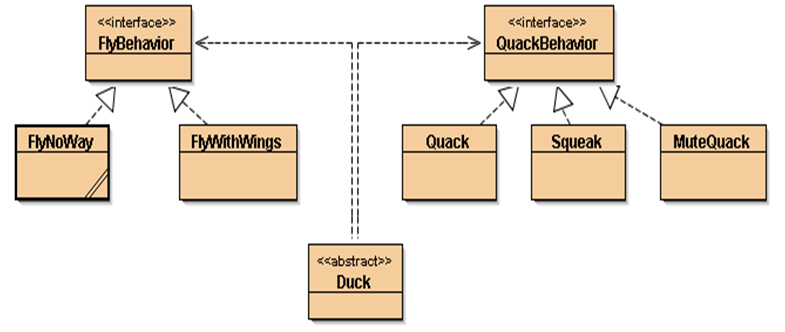 <<interface>>
FlyBehavior
<<interface>>
QuackBehavior
FlyNoWay
FlyWithWings
Quack
Squeak
MuteQuack
<<abstract>>
Duck